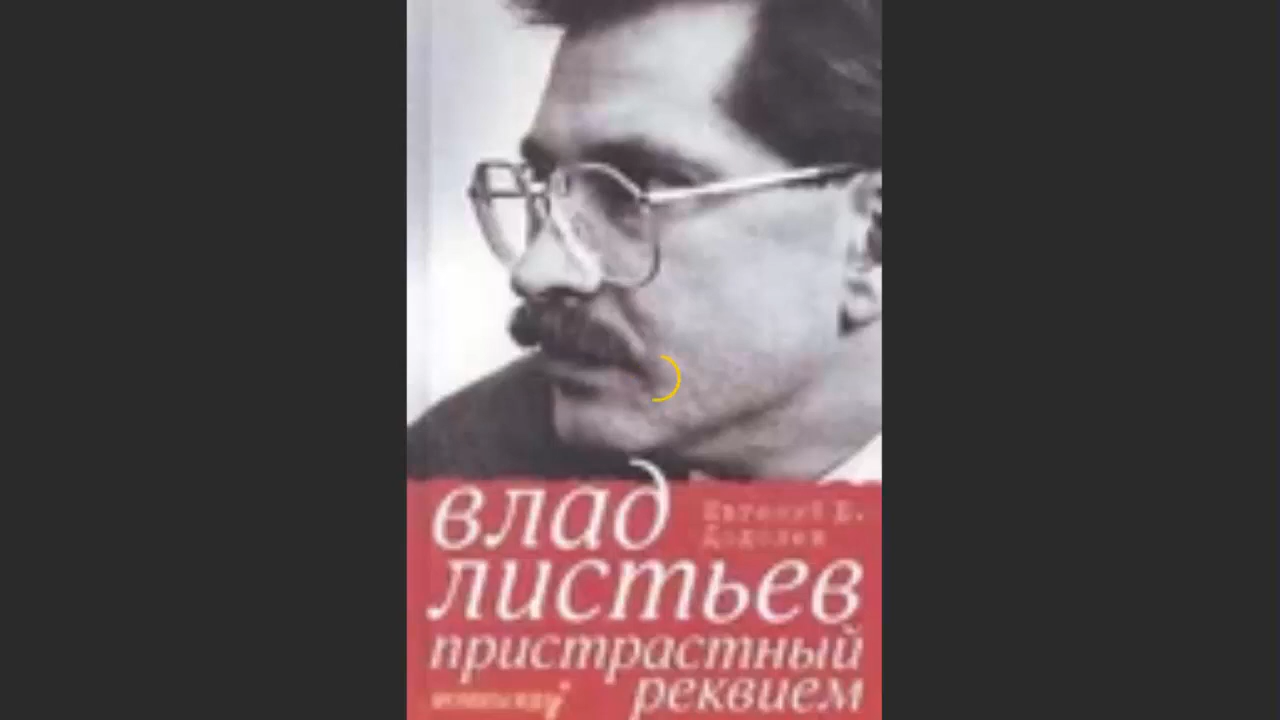 влад
Евгений Ю.
Додолев
листьев
пристрастный
реквием